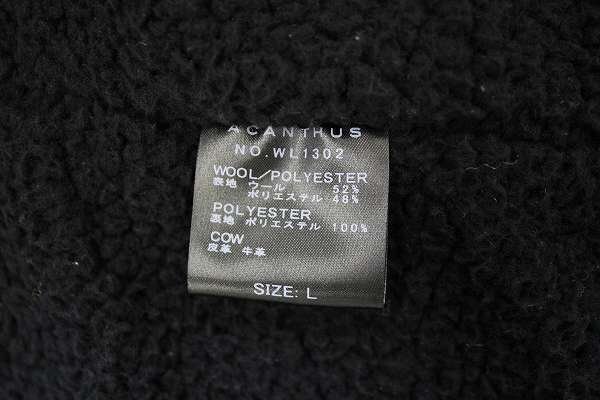 ACANTHUS
NO.WL1302
WOOL/POLYESTER
表地 ウール 52%
ポリエステル 48%
POLYESTER
裏地 ポリエステル 100%
COW
皮革 牛革
SIZE: L